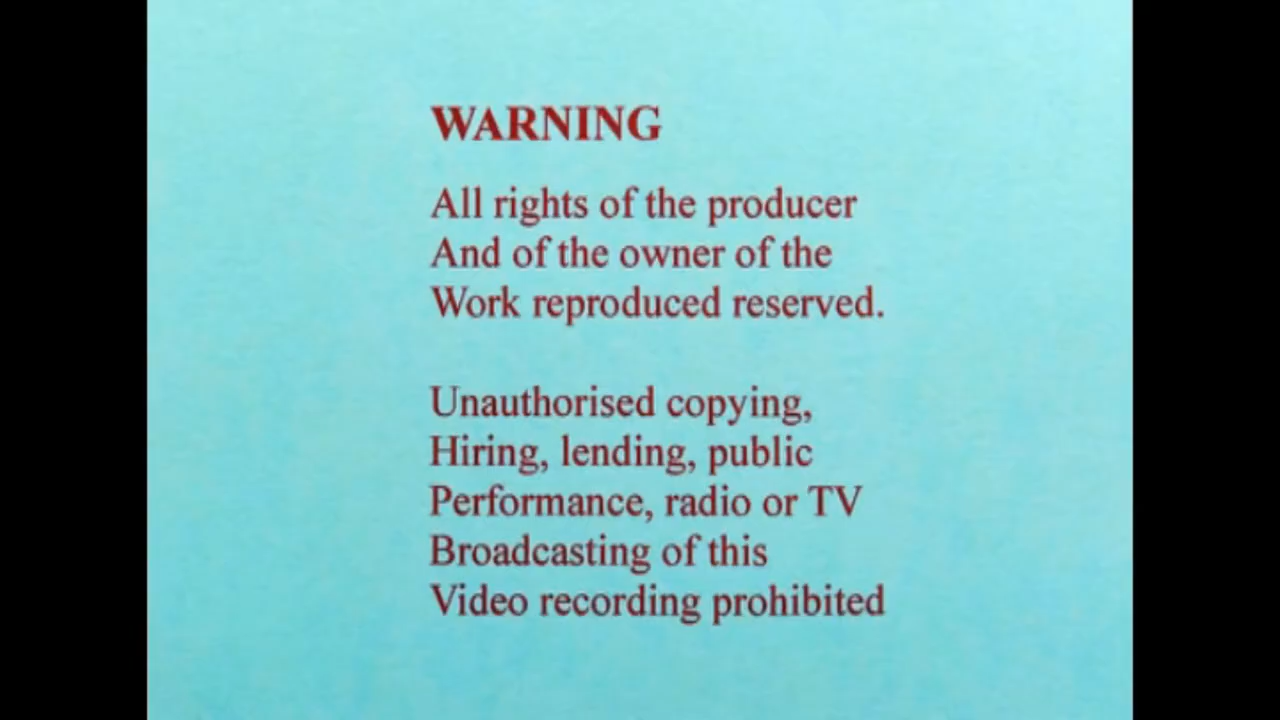 WARNING
All rights of the producer
And of the owner of the
Work reproduced reserved.
Unauthorised copying,
Hiring, lending, public
Performance, radio or TV
Broadcasting of this
Video recording prohibited